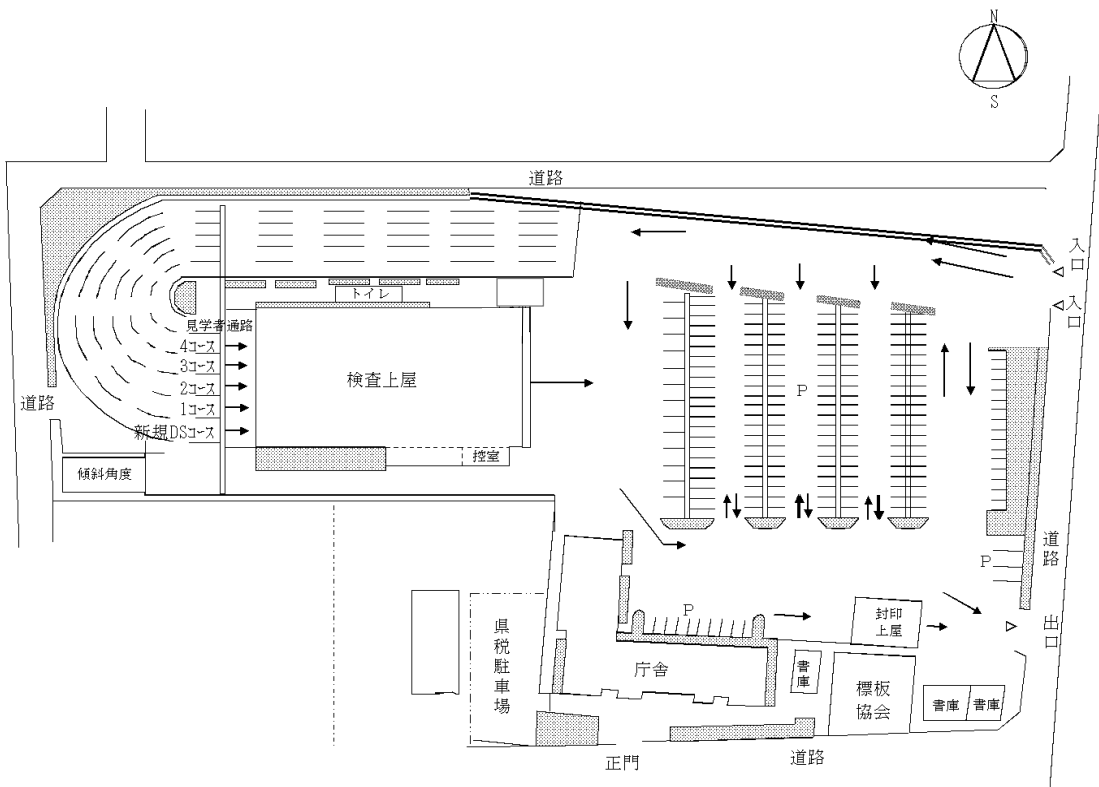 N
S
道路
入口
入口
トイレ
見学者通路
4コース
3コース
2コース
1コース
新規DSコース
検査上屋
P
道路
傾斜角度
控室
道路
P
P
封印
上屋
出口
県税駐車場
庁舎
書庫
標板
協会
書庫
書庫
正門
道路